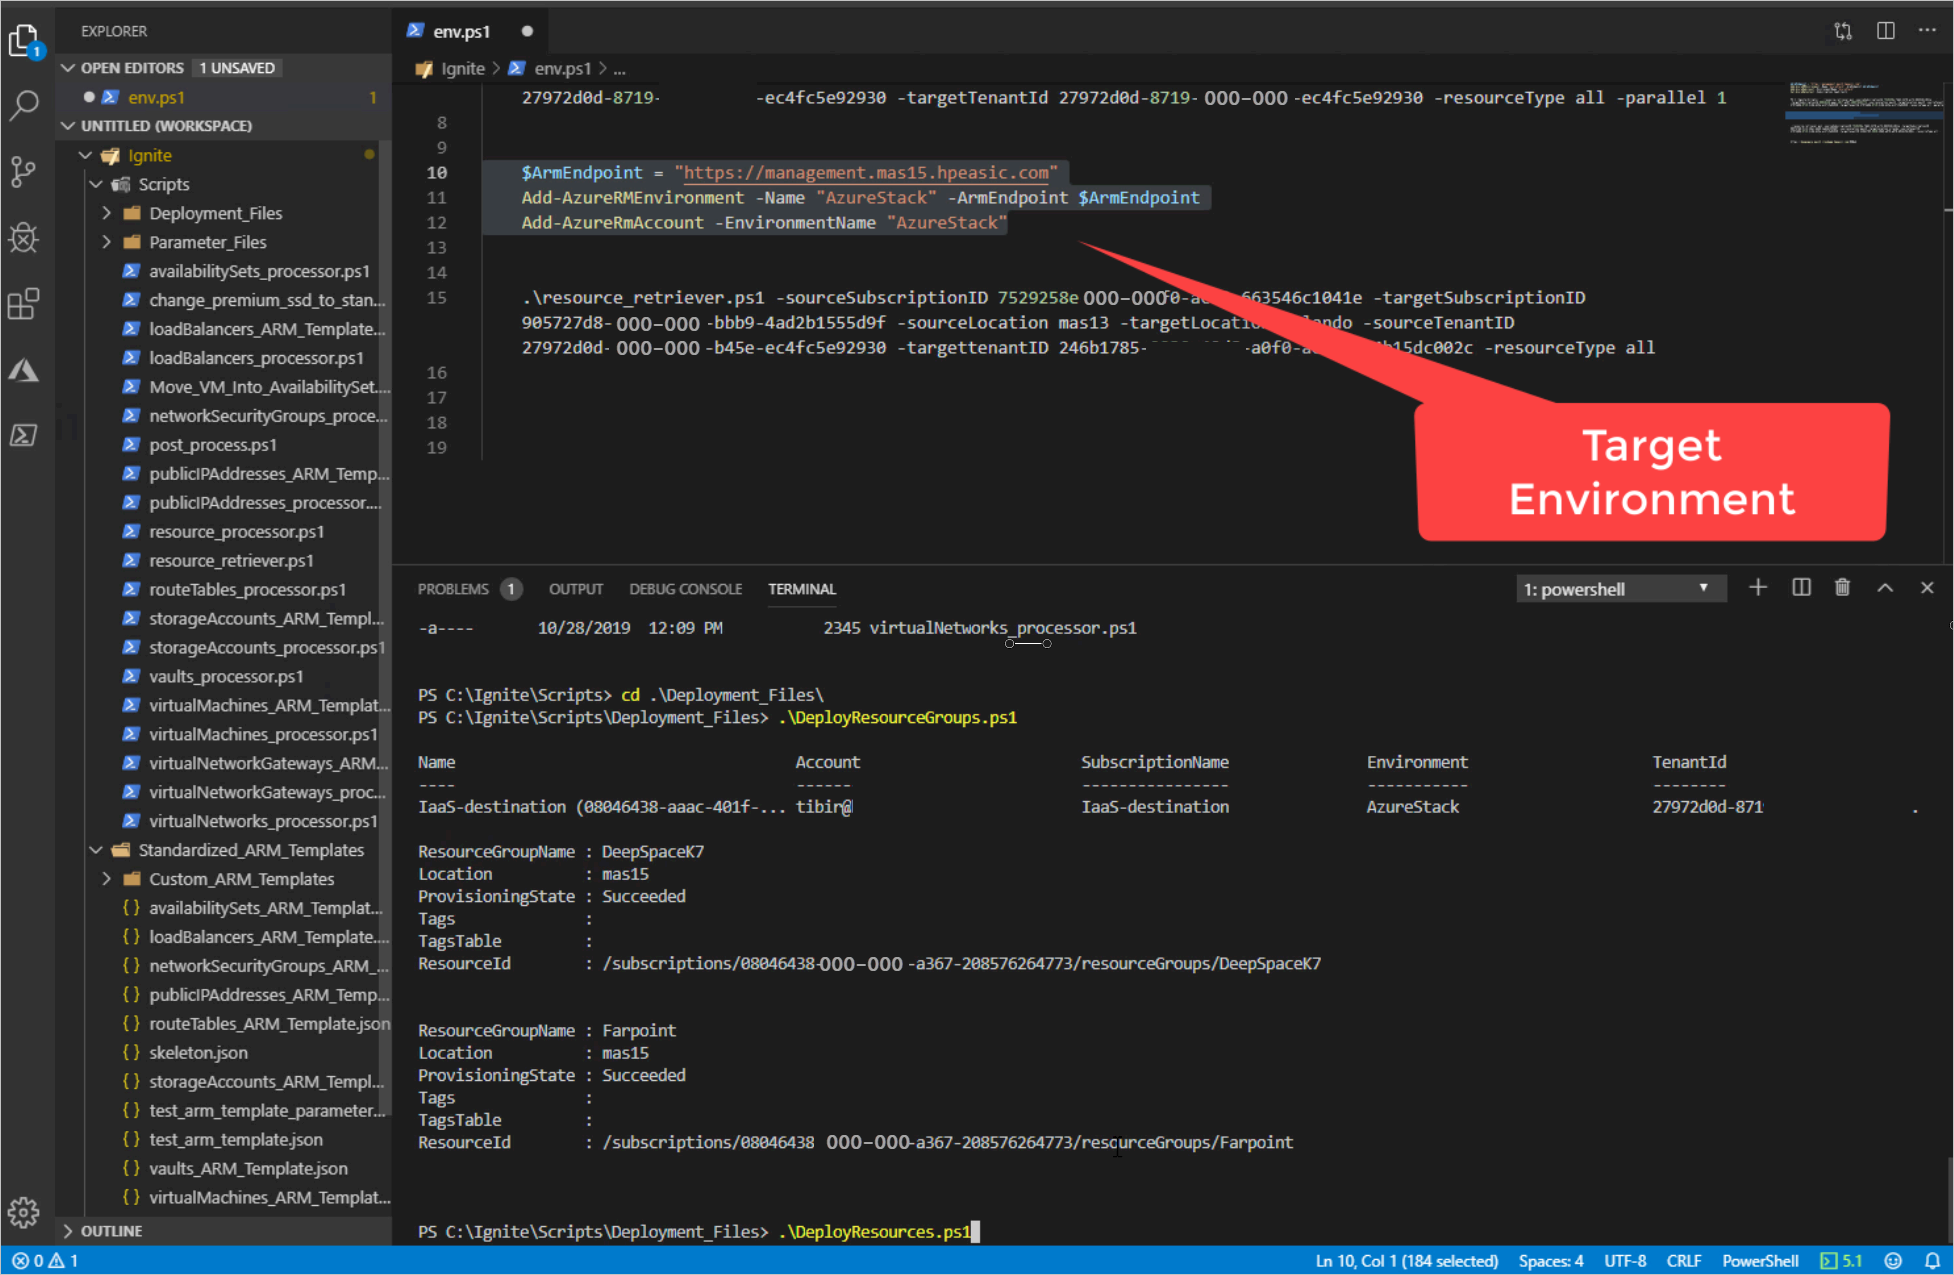 EXPLORER
OPEN EDITORS 1 UNSAVED
env.ps1 1
UNTITLED (WORKSPACE)
Ignite
Scripts
Deployment_Files
Parameter_Files
availabilitySets_processor.ps1
change_premium_ssd_to_stan...
loadBalancers_ARM_Template...
loadBalancers_processor.ps1
Move_VM_Into_AvailabilitySet....
networkSecurityGroups_proce...
post_process.ps1
publicIPAddresses_ARM_Temp...
publicIPAddresses_processor....
resource_processor.ps1
resource_retriever.ps1
routeTables_processor.ps1
storageAccounts_ARM_Templ...
storageAccounts_processor.ps1
vaults_processor.ps1
virtualMachines_ARM_Templat...
virtualMachines_processor.ps1
virtualNetworkGateways_ARM...
virtualNetworkGateways_proc...
virtualNetworks_processor.ps1
Standardized_ARM_Templates
Custom_ARM_Templates
availabilitySets_ARM_Templat...
loadBalancers_ARM_Template....
networkSecurityGroups_ARM_...
publicIPAddresses_ARM_Temp...
routeTables_ARM_Template.json
skeleton.json
storageAccounts_ARM_Templ...
test_arm_template_parameter...
test_arm_template.json
vaults_ARM_Template.json
virtualMachines_ARM_Templat...
OUTLINE
env.ps1
Ignite > env.ps1 > ...
27972d0d-8719- -ec4fc5e92930 -targetTenantId 27972d0d-8719- 000-000 -ec4fc5e92930 -resourceType all -parallel 1
8
9
10 $ArmEndpoint = "https://management.mas15.hpeasic.com"
11 Add-AzureRMEnvironment -Name "AzureStack" -ArmEndpoint $ArmEndpoint
12 Add-AzureRmAccount -EnvironmentName "AzureStack"
13
14
15 .\resource_retriever.ps1 -sourceSubscriptionID 7529258e 000-000 663546c1041e -targetSubscriptionID
905727d8- 000-000 -bbb9-4ad2b1555d9f -sourceLocation mas13 -sourceTenantID
27972d0d- 000-000 -b45e-ec4fc5e92930 -targettenantID 246b1785- -a0f0- -resourceType all
16
17
18
19
Target
Environment
PROBLEMS 1 OUTPUT DEBUG CONSOLE TERMINAL 1: powershell
-a---- 10/28/2019 12:09 PM 2345 virtualNetworks_processor.ps1
PS C:\Ignite\Scripts> cd .\Deployment_Files\
PS C:\Ignite\Scripts\Deployment_Files> .\DeployResourceGroups.ps1
Name Account SubscriptionName Environment TenantId
---- ------- ---------------- ----------- --------
IaaS-destination (08046438-aaac-401f-... tibir@ IaaS-destination AzureStack 27972d0d-871 .
ResourceGroupName : DeepSpaceK7
Location : mas15
ProvisioningState : Succeeded
Tags :
TagsTable :
ResourceId : /subscriptions/08046438-000-000 -a367-208576264773/resourceGroups/DeepSpaceK7
ResourceGroupName : Farpoint
Location : mas15
ProvisioningState : Succeeded
Tags :
TagsTable :
ResourceId : /subscriptions/08046438 000-000-a367-208576264773/resourceGroups/Farpoint
PS C:\Ignite\Scripts\Deployment_Files> .\DeployResources.ps1
0 1 Ln 10, Col 1 (184 selected) Spaces: 4 UTF-8 CRLF PowerShell 5.1